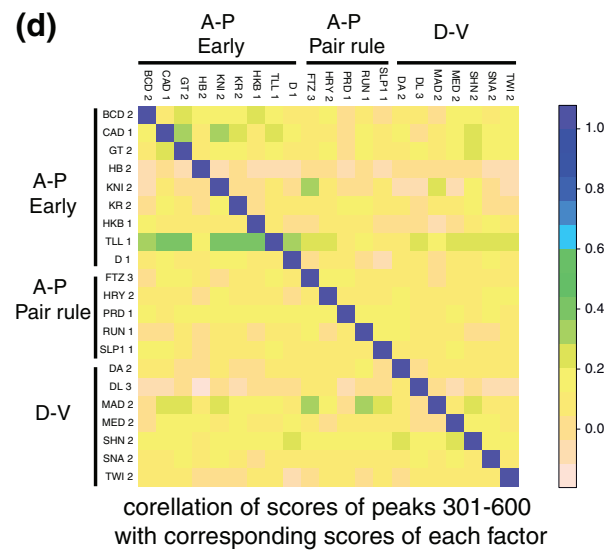 (d)
A-P Early
A-P Pair rule
D-V
BCD 2
CAD 1
GT 2
HB 2
KNI 2
KR 2
HKB 1
TLL 1
D 1
FTZ 3
HRY 2
PRD 1
RUN 1
SLP1 1
DA 2
DL 3
MAD 2
MED 2
SHN 2
SNA 2
TWI 2
A-P Early
A-P Pair rule
D-V
BCD 2
CAD 1
GT 2
HB 2
KNI 2
KR 2
HKB 1
TLL 1
D 1
FTZ 3
HRY 2
PRD 1
RUN 1
SLP1 1
DA 2
DL 3
MAD 2
MED 2
SHN 2
SNA 2
TWI 2
1.0
0.8
0.6
0.4
0.2
0.0
corellation of scores of peaks 301-600
with corresponding scores of each factor